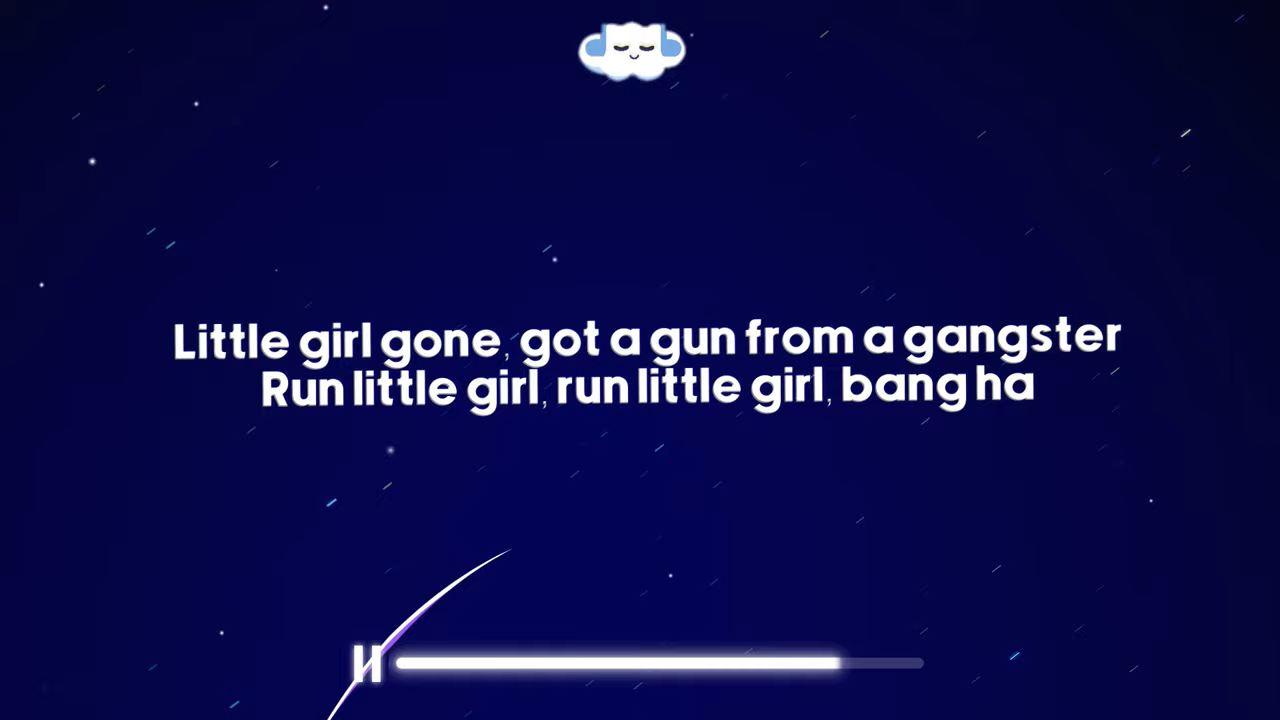 Little girl gone, got a gun from a gangster
Run little girl, run little girl, bang ha